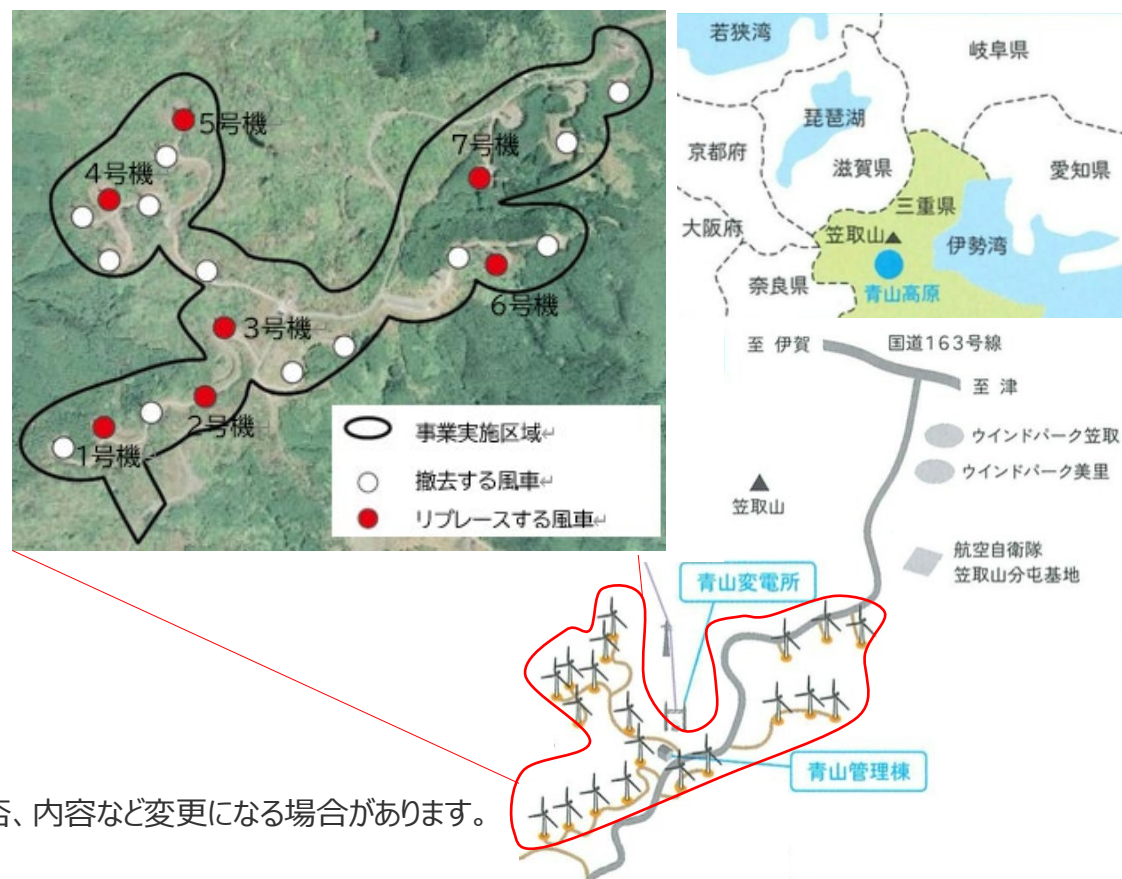 5号機↵
4号機↵
7号機↵
6号機↵
3号機↵
2号機↵
1号機↵
事業実施区域↵
撤去する風車↵
リプレースする風車↵
若狭湾
岐阜県
琵琶湖
京都府
滋賀県
愛知県
三重県
大阪府
笠取山
伊勢湾
奈良県
青山高原
至 伊賀
国道163号線
至 津
ウインドパーク笠取
ウインドパーク美里
笠取山
航空自衛隊
笠取山分屯基地
青山変電所
青山管理棟
、内容など変更になる場合があります。